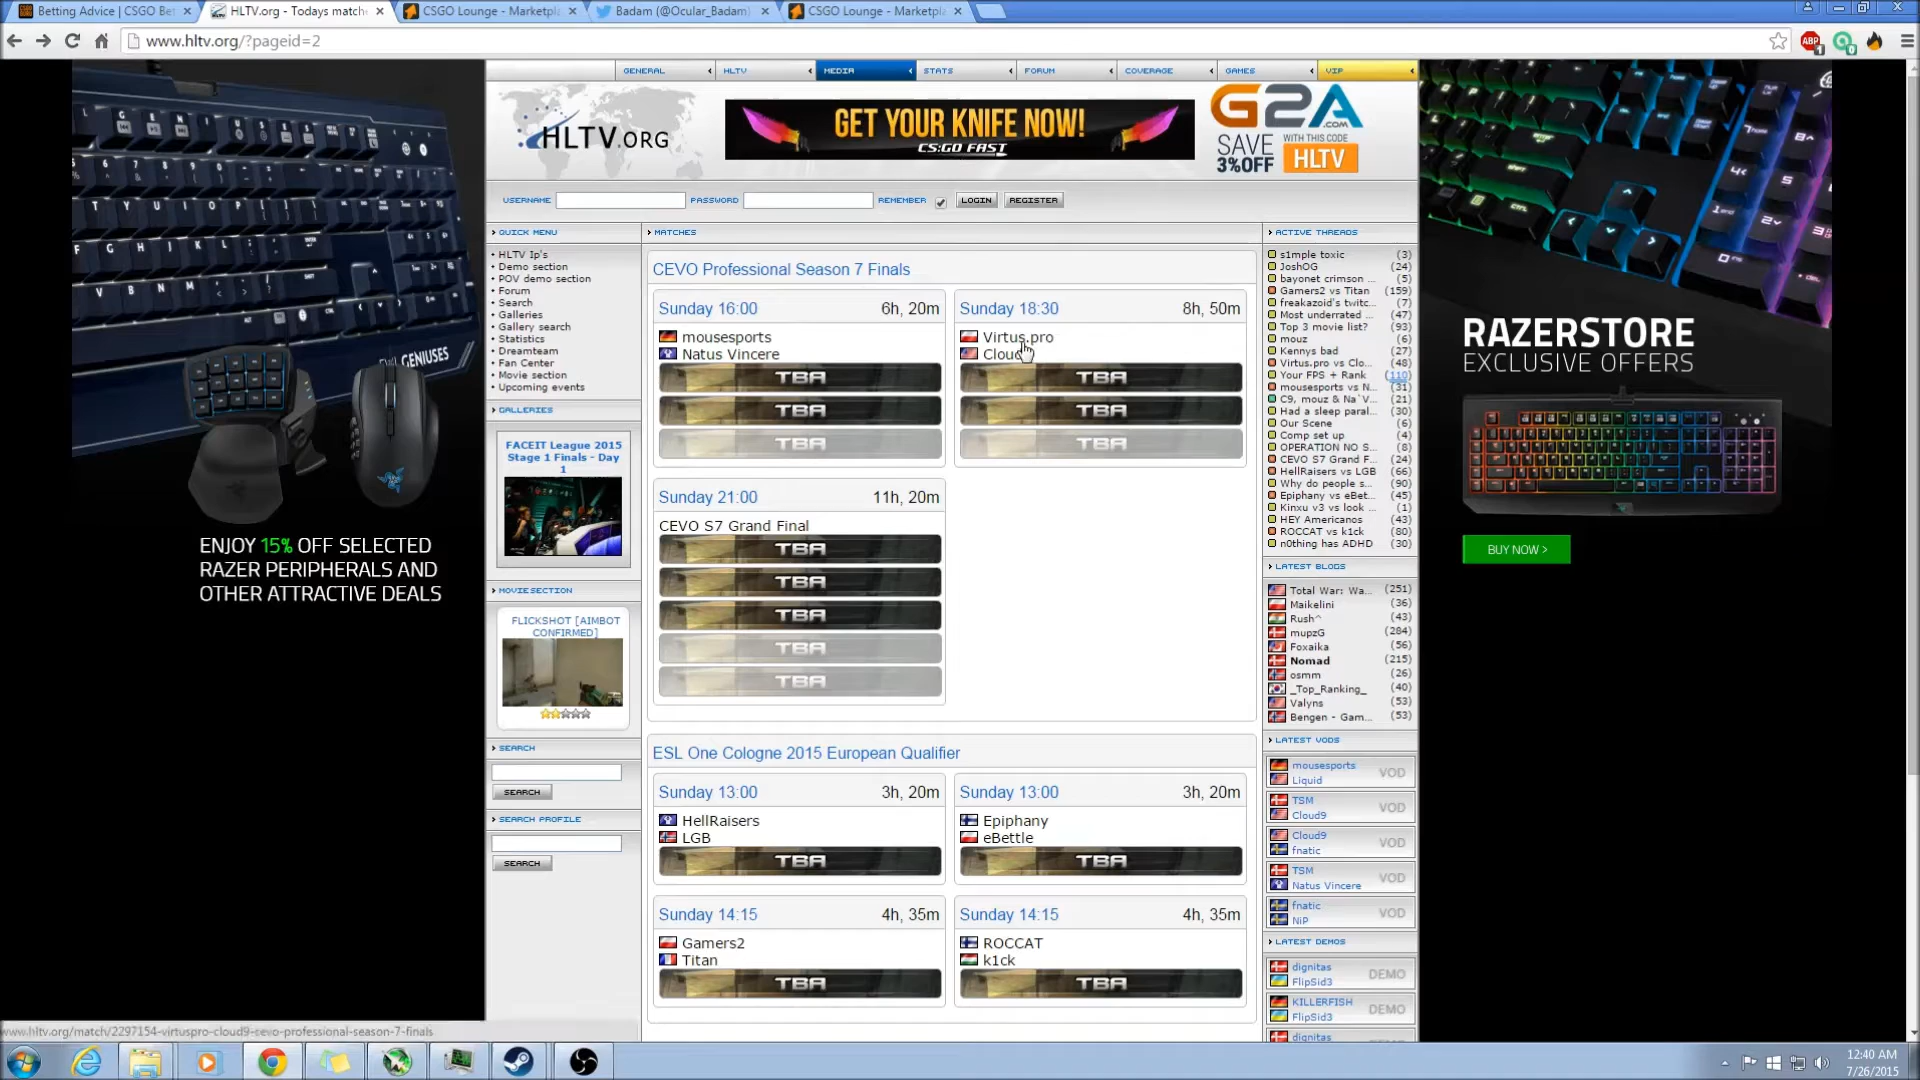 Betting Advice | CSGO Bet
HLTV.org - Todays match
CSGO Lounge - Marketpla
Badam (@Ocular_Badam)
CSGO Lounge - Marketpla
www.hltv.org/?pageid=2
ABP
GENERAL
HLTV
MEDIA
STATS
FORUM
COVERAGE
GAMES
VIP
HLTV.ORG
GET YOUR KNIFE NOW!
CS:GO FAST
G2A
.COM
SAVE
3%OFF
WITH THIS CODE
HLTV
USERNAME
PASSWORD
REMEMBER
LOGIN
REGISTER
QUICK MENU
HLTV Ip's
Demo section
POV demo section
Forum
Search
Galleries
Gallery search
Statistics
Dreamteam
Fan Center
Movie section
Upcoming events
GALLERIES
FACEIT League 2015
Stage 1 Finals - Day
1
MOVIESECTION
FLICKSHOT [AIMBOT
CONFIRMED]
SEARCH
SEARCH
SEARCH PROFILE
SEARCH
MATCHES
CEVO Professional Season 7 Finals
Sunday 16:00 6h, 20m
mousesports
Natus Vincere
TBA
TBA
TBA
Sunday 18:30 8h, 50m
Virtus.pro
Cloud
TBA
TBA
TBA
Sunday 21:00 11h, 20m
CEVO S7 Grand Final
TBA
TBA
TBA
TBA
TBA
ESL One Cologne 2015 European Qualifier
Sunday 13:00 3h, 20m
HellRaisers
LGB
TBA
Sunday 13:00 3h, 20m
Epiphany
eBettle
TBA
Sunday 14:15 4h, 35m
Gamers2
Titan
TBA
Sunday 14:15 4h, 35m
ROCCAT
k1ck
TBA
ACTIVE THREADS
s1mple toxic (3)
JoshOG (24)
bayonet crimson ... (5)
Gamers2 vs Titan (159)
freakazoid's twitc... (7)
Most underrated ... (47)
Top 3 movie list? (93)
mouz (6)
Kennys bad (27)
Virtus.pro vs Clo... (48)
Your FPS + Rank (110)
mousesports vs N... (31)
C9, mouz & Na`V... (21)
Had a sleep paral... (30)
Our Scene (6)
Comp set up (4)
OPERATION NO S... (8)
CEVO S7 Grand F... (24)
HellRaisers vs LGB (66)
Why do people s... (90)
Epiphany vs eBet... (45)
Kinxu v3 vs look ... (1)
HEY Americanos (43)
ROCCAT vs k1ck (80)
n0thing has ADHD (30)
LATEST BLOGS
Total War: Wa... (251)
Maikelini (36)
Rush^ (43)
mupzG (284)
Foxaika (56)
Nomad (215)
osmm (26)
_Top_Ranking_ (40)
Valyns (53)
Bengen - Gam... (53)
LATEST VODS
mousesports
Liquid
VOD
TSM
Cloud9
VOD
Cloud9
fnatic
VOD
TSM
Natus Vincere
VOD
fnatic
NiP
VOD
LATEST DEMOS
dignitas
FlipSid3
DEMO
KILLERFISH
FlipSid3
DEMO
dignitas
GENIUSES
ENJOY 15% OFF SELECTED
RAZER PERIPHERALS AND
OTHER ATTRACTIVE DEALS
RAZERSTORE
EXCLUSIVE OFFERS
BUY NOW >
www.hltv.org/match/2297154-virtuspro-cloud9-cevo-professional-season-7-finals
12:40 AM
7/26/2015